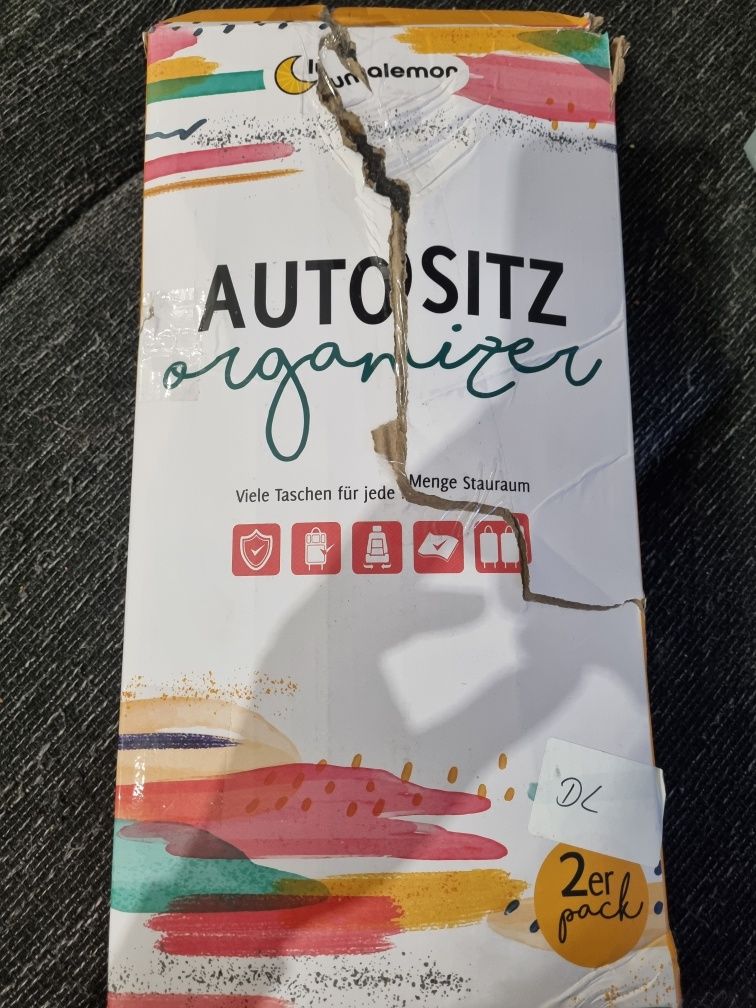 AUTOSITZ
organizer
Viele Taschen für jede Menge Stauraum
DL
2er
pack